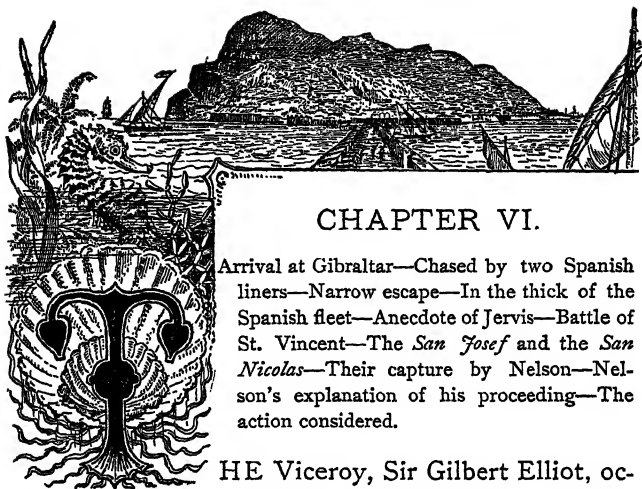 CHAPTER VI.
Arrival at Gibraltar—Chased by two Spanish
liners—Narrow escape—In the thick of the
Spanish fleet—Anecdote of Jervis—Battle of
St. Vincent—The San Josef and the San
Nicolas—Their capture by Nelson—Nel-
son's explanation of his proceeding—The
action considered.
THE Viceroy, Sir Gilbert Elliot, oc-